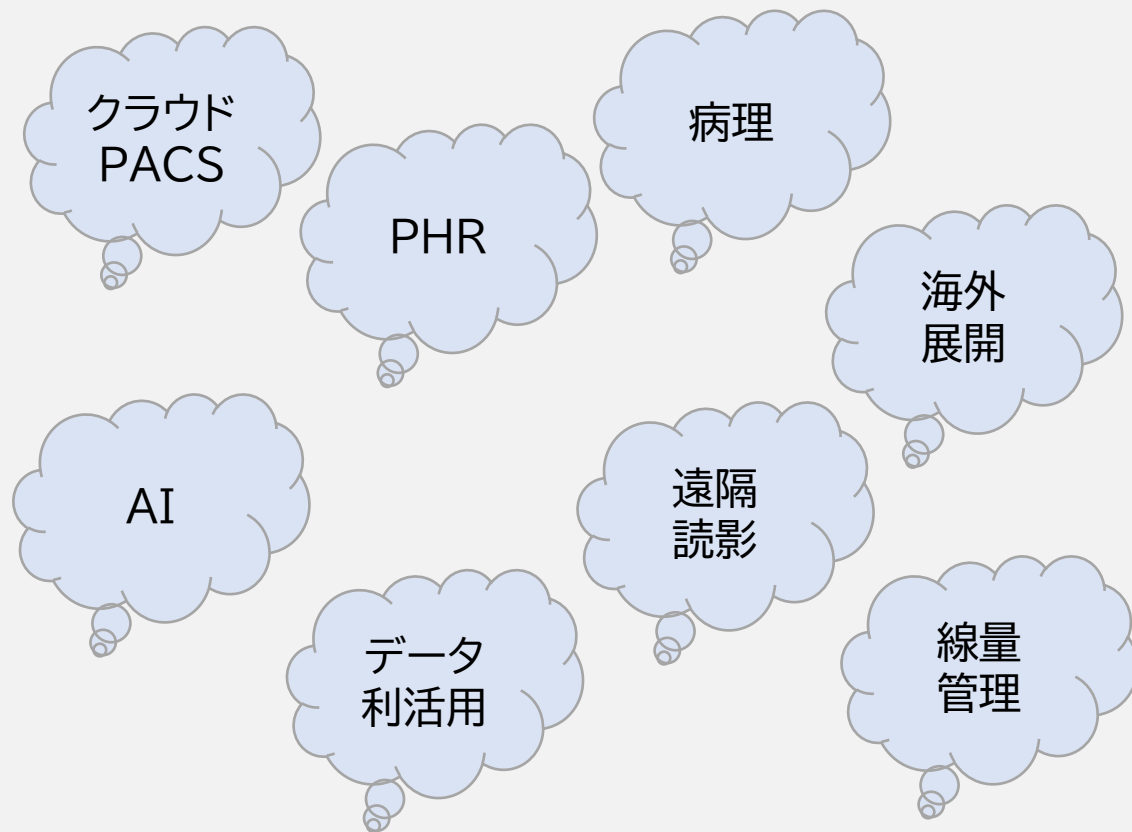 クラウド
PACS
PHR
病理
海外
展開
AI
遠隔
読影
データ
利活用
線量
管理